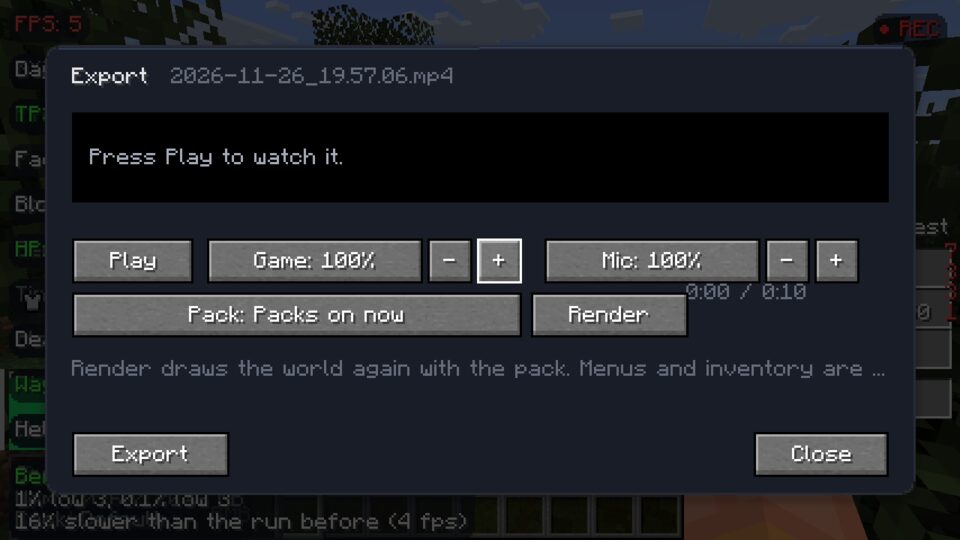 FPS: 5
REC
Export 2026-11-26_19.57.06.mp4
Press Play to watch it.
Play Game: 100% - + Mic: 100% - +
0:00 / 0:10
Pack: Packs on now Render
Render draws the world again with the pack. Menus and inventory are ...
Export Close
1% low 3, 0.1% low 3
16% slower than the run before (4 fps)